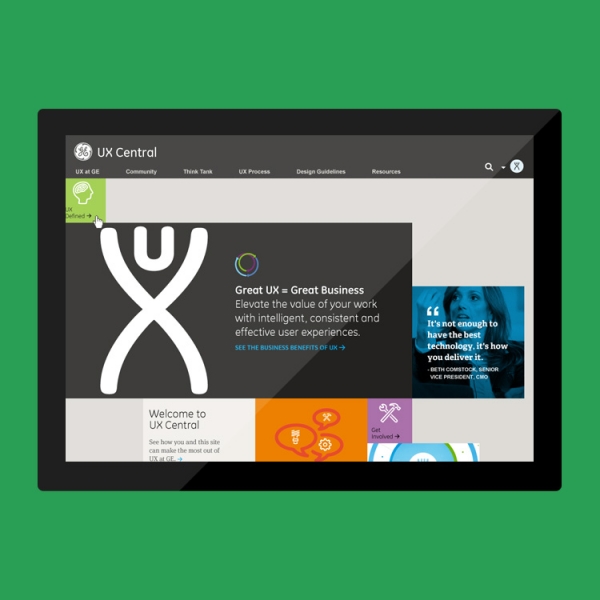 UX Central
UX at GE
Community
Think Tank
UX Process
Design Guidelines
Resources
UX
Defined →
UX
Great UX = Great Business
Elevate the value of your work
with intelligent, consistent and
effective user experiences.
SEE THE BUSINESS BENEFITS OF UX →
“
It's not enough to
have the best
technology, it's how
you deliver it.
- BETH COMSTOCK, SENIOR
VICE PRESIDENT, CMO
Welcome to
UX Central
See how you and this site
can make the most out of
UX at GE. →
Get
Involved →